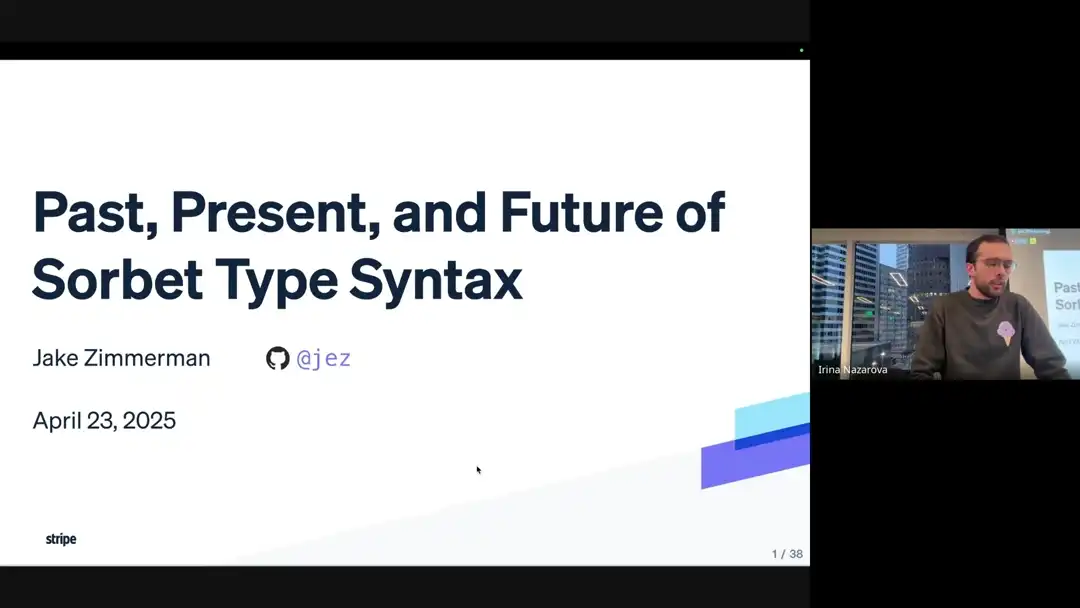 Past, Present, and Future of
Sorbet Type Syntax
Jake Zimmerman
@jez
April 23, 2025
stripe
1 / 38
Irina Nazarova
Past
Sorb